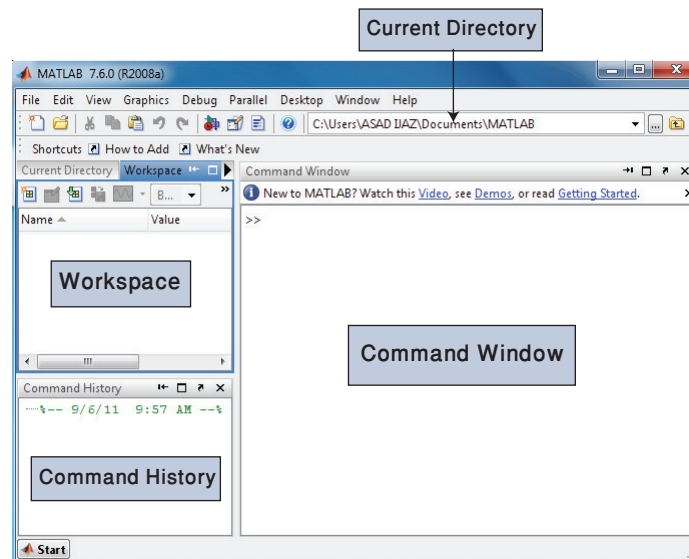 Current Directory
MATLAB 7.6.0 (R2008a)
File Edit View Graphics Debug Parallel Desktop Window Help
C:\Users\ASAD IJAZ\Documents\MATLAB
...
Shortcuts How to Add What's New
Current Directory Workspace
B...
»
Name Value
Workspace
Command Window
New to MATLAB? Watch this Video, see Demos, or read Getting Started.
>>
Command Window
Command History
%-- 9/6/11 9:57 AM --%
Command History
Start